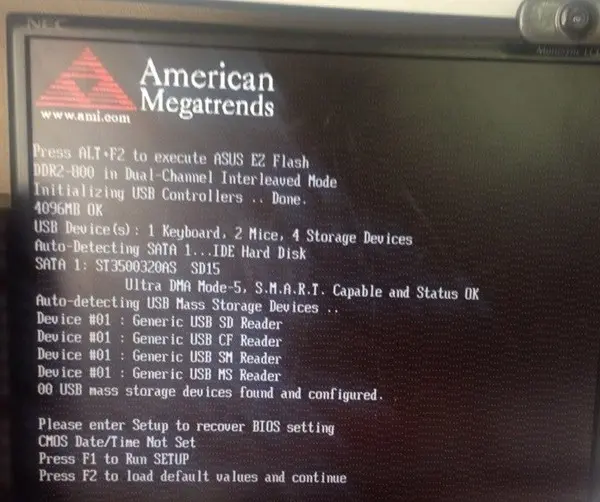 NEC
American
Megatrends
www.ami.com
Press ALT+F2 to execute ASUS EZ Flash
DDR2-800 in Dual-Channel Interleaved Mode
Initializing USB Controllers .. Done.
4096MB OK
USB Device(s): 1 Keyboard, 2 Mice, 4 Storage Devices
Auto-Detecting SATA 1...IDE Hard Disk
SATA 1: ST3500320AS SD15
Ultra DMA Mode-5, S.M.A.R.T. Capable and Status OK
Auto-detecting USB Mass Storage Devices ..
Device #01 : Generic USB SD Reader
Device #01 : Generic USB CF Reader
Device #01 : Generic USB SM Reader
Device #01 : Generic USB MS Reader
00 USB mass storage devices found and configured.
Please enter Setup to recover BIOS setting
CMOS Date/Time Not Set
Press F1 to Run SETUP
Press F2 to load default values and continue